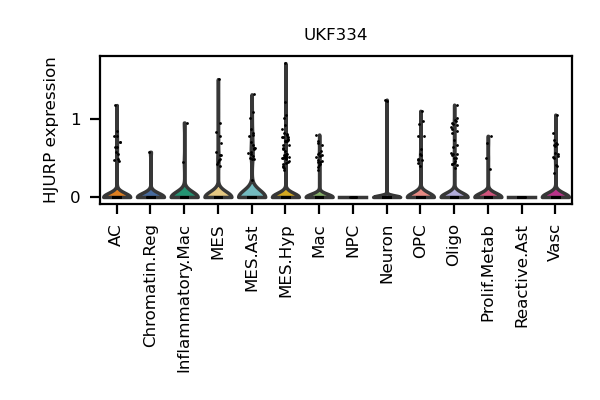 UKF334
HJURP expression
1
0
AC
Chromatin.Reg
Inflammatory.Mac
MES
MES.Ast
MES.Hyp
Mac
NPC
Neuron
OPC
Oligo
Prolif.Metab
Reactive.Ast
Vasc